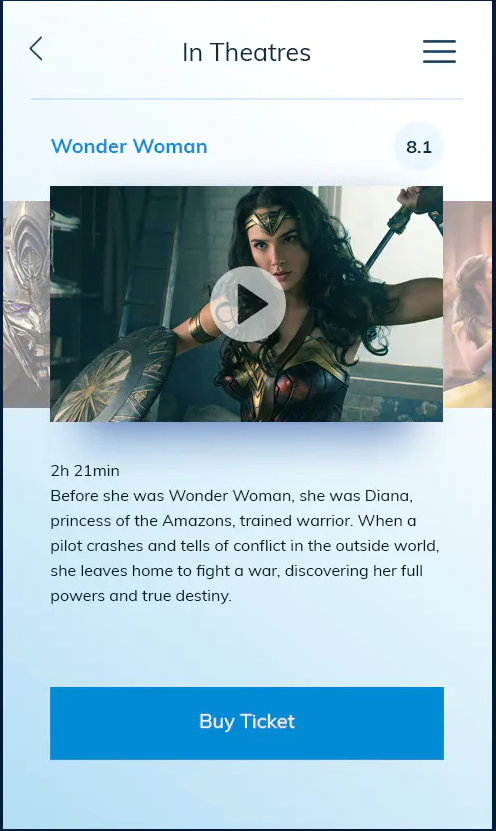 In Theatres
Wonder Woman
8.1
2h 21min
Before she was Wonder Woman, she was Diana,
princess of the Amazons, trained warrior. When a
pilot crashes and tells of conflict in the outside world,
she leaves home to fight a war, discovering her full
powers and true destiny.
Buy Ticket